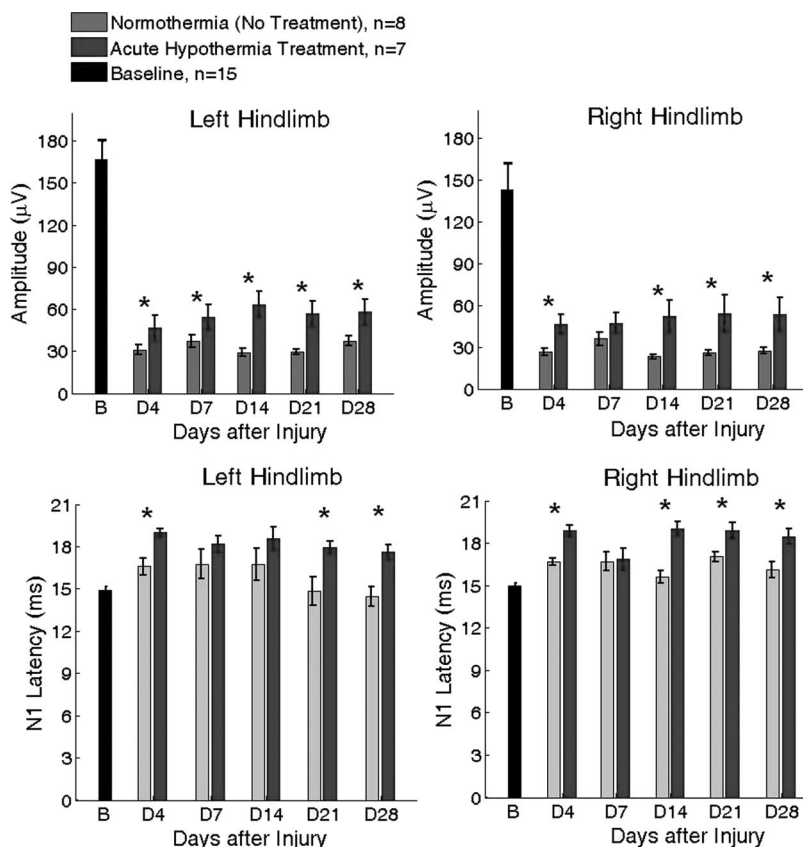 Normothermia (No Treatment), n=8
Acute Hypothermia Treatment, n=7
Baseline, n=15
Left Hindlimb
Amplitude (μV)
180
150
120
90
60
30
0
* * * * *
B D4 D7 D14 D21 D28
Days after Injury
Right Hindlimb
Amplitude (μV)
180
150
120
90
60
30
0
* * * *
B D4 D7 D14 D21 D28
Days after Injury
Left Hindlimb
N1 Latency (ms)
21
18
15
12
9
6
3
0
* * *
B D4 D7 D14 D21 D28
Days after Injury
Right Hindlimb
N1 Latency (ms)
21
18
15
12
9
6
3
0
* * * *
B D4 D7 D14 D21 D28
Days after Injury